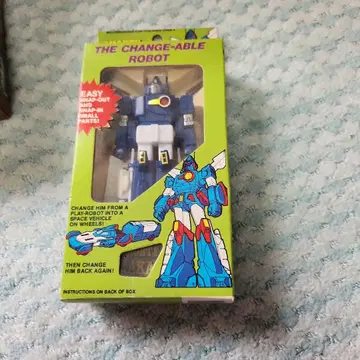 THE CHANGE-ABLE
ROBOT
EASY
SNAP-OUT
AND SNAP-IN
SMALL
PARTS!
CHANGE HIM FROM A
PLAY-ROBOT INTO A
SPACE VEHICLE
ON WHEELS!
THEN CHANGE
HIM BACK AGAIN!
INSTRUCTIONS ON BACK OF BOX